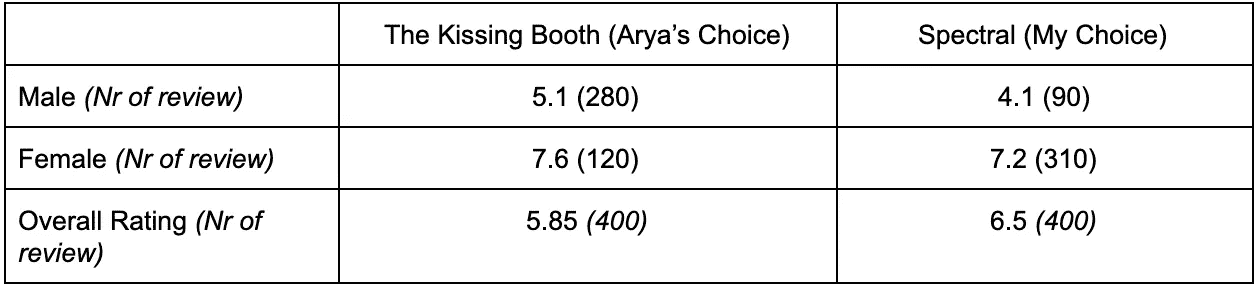 The Kissing Booth (Arya's Choice) Spectral (My Choice)
Male (Nr of review) 5.1 (280) 4.1 (90)
Female (Nr of review) 7.6 (120) 7.2 (310)
Overall Rating (Nr of 5.85 (400) 6.5 (400)
review)